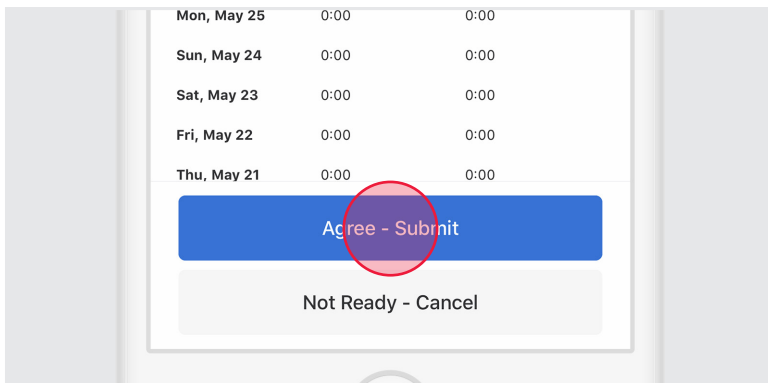 Mon, May 25 0:00 0:00
Sun, May 24 0:00 0:00
Sat, May 23 0:00 0:00
Fri, May 22 0:00 0:00
Thu, May 21 0:00 0:00
Agree - Submit
Not Ready - Cancel